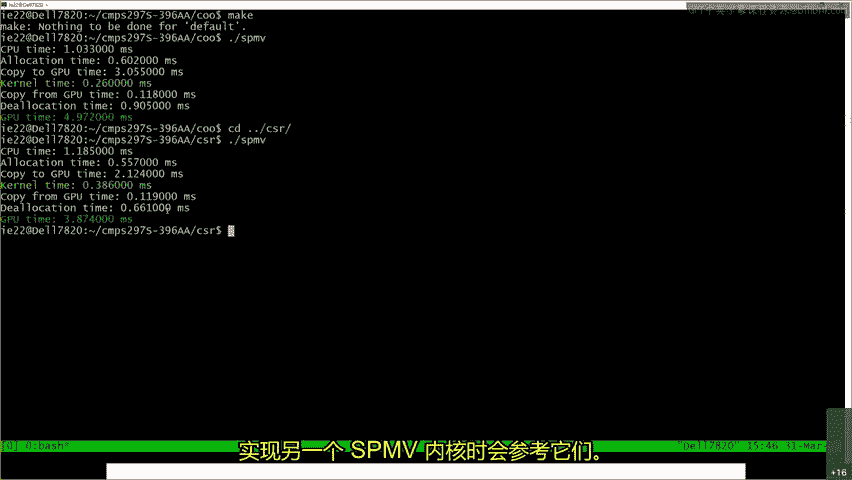 ie22@Dell7820:~/cmps297S-396AA/coo$ make
make: Nothing to be done for 'default'.
ie22@Dell7820:~/cmps297S-396AA/coo$ ./spmv
CPU time: 1.033000 ms
Allocation time: 0.602000 ms
Copy to GPU time: 3.055000 ms
Kernel time: 0.260000 ms
Copy from GPU time: 0.118000 ms
Deallocation time: 0.905000 ms
GPU time: 4.972000 ms
ie22@Dell7820:~/cmps297S-396AA/coo$ cd ../csr/
ie22@Dell7820:~/cmps297S-396AA/csr$ ./spmv
CPU time: 1.185000 ms
Allocation time: 0.557000 ms
Copy to GPU time: 2.124000 ms
Kernel time: 0.386000 ms
Copy from GPU time: 0.119000 ms
Deallocation time: 0.661000 ms
GPU time: 3.874000 ms
ie22@Dell7820:~/cmps297S-396AA/csr$
[0] 0:bash* "Dell7820" 15:46 31-Mar
实现另一个 SPMV 内核时会参考它们。
+16